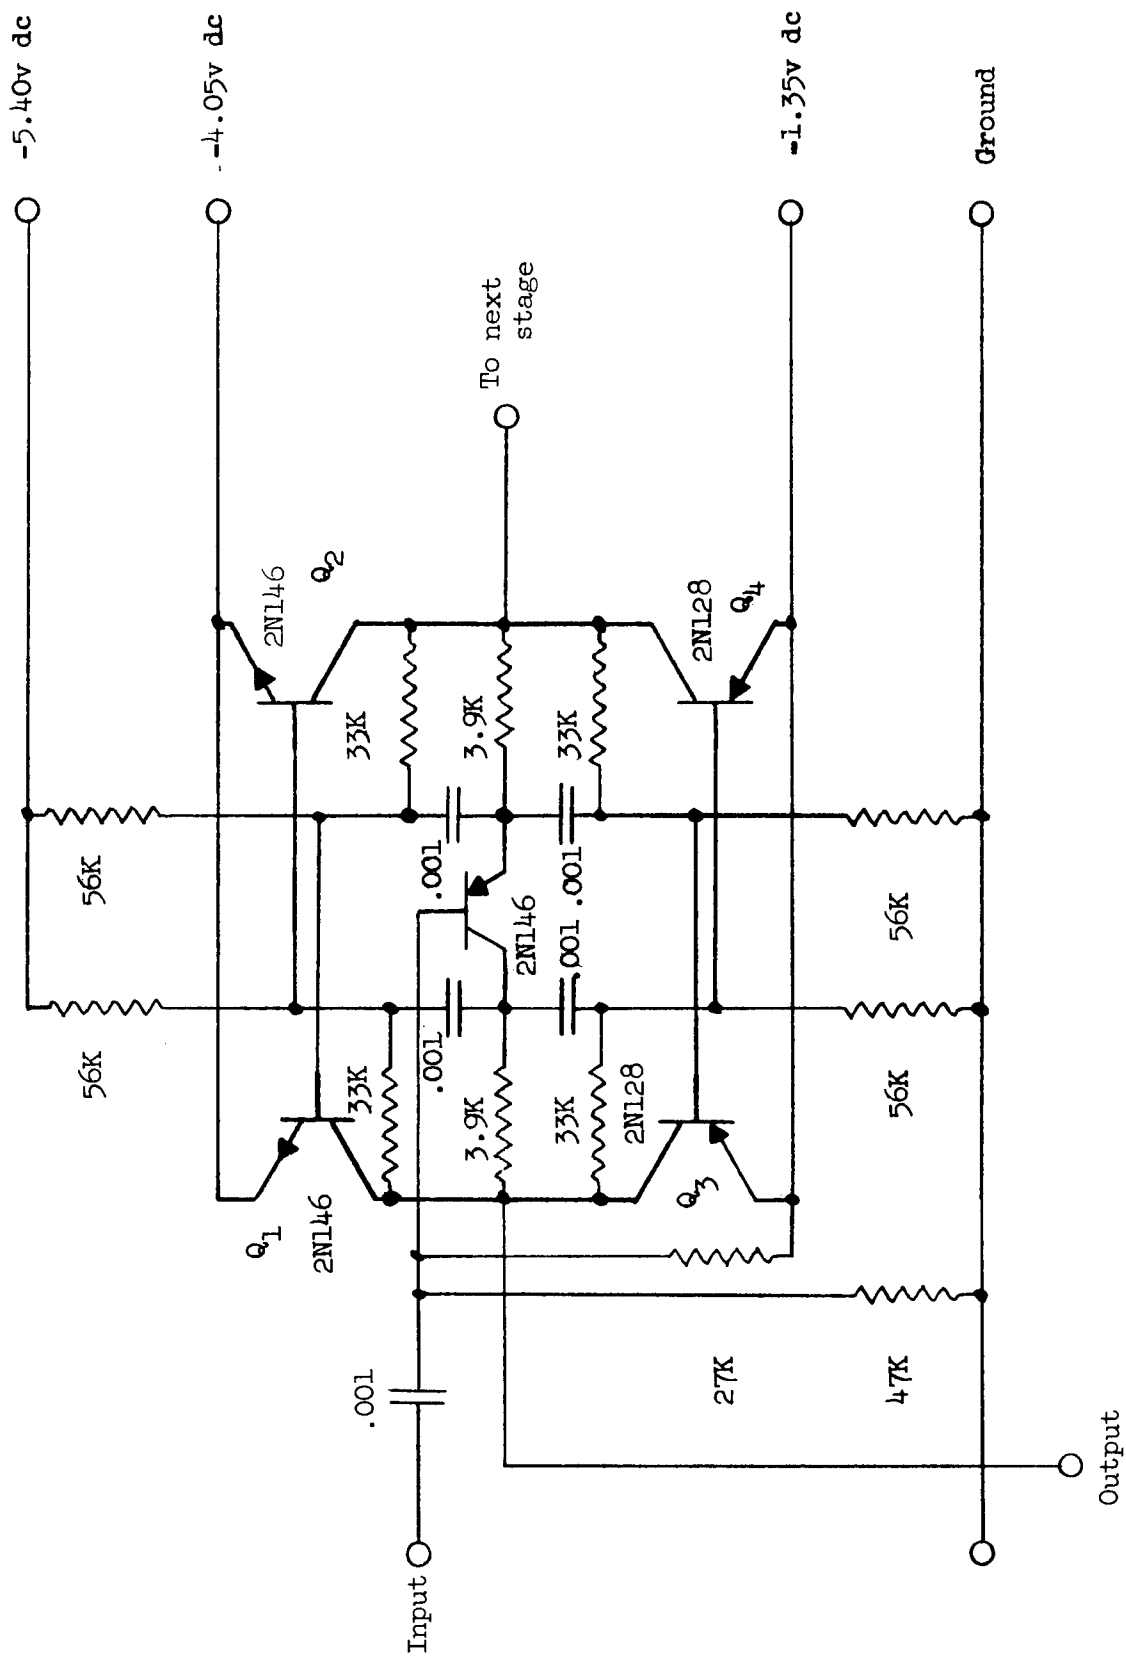 -5.40v dc
56K
56K
-4.05v dc
Q1
2N146
2N146
Q2
.001
33K
33K
Input
.001
.001
3.9K
3.9K
To next
stage
2N146
33K
.001
.001
33K
2N128
2N128
Q3
Q4
27K
-1.35v dc
47K
56K
56K
Ground
Output